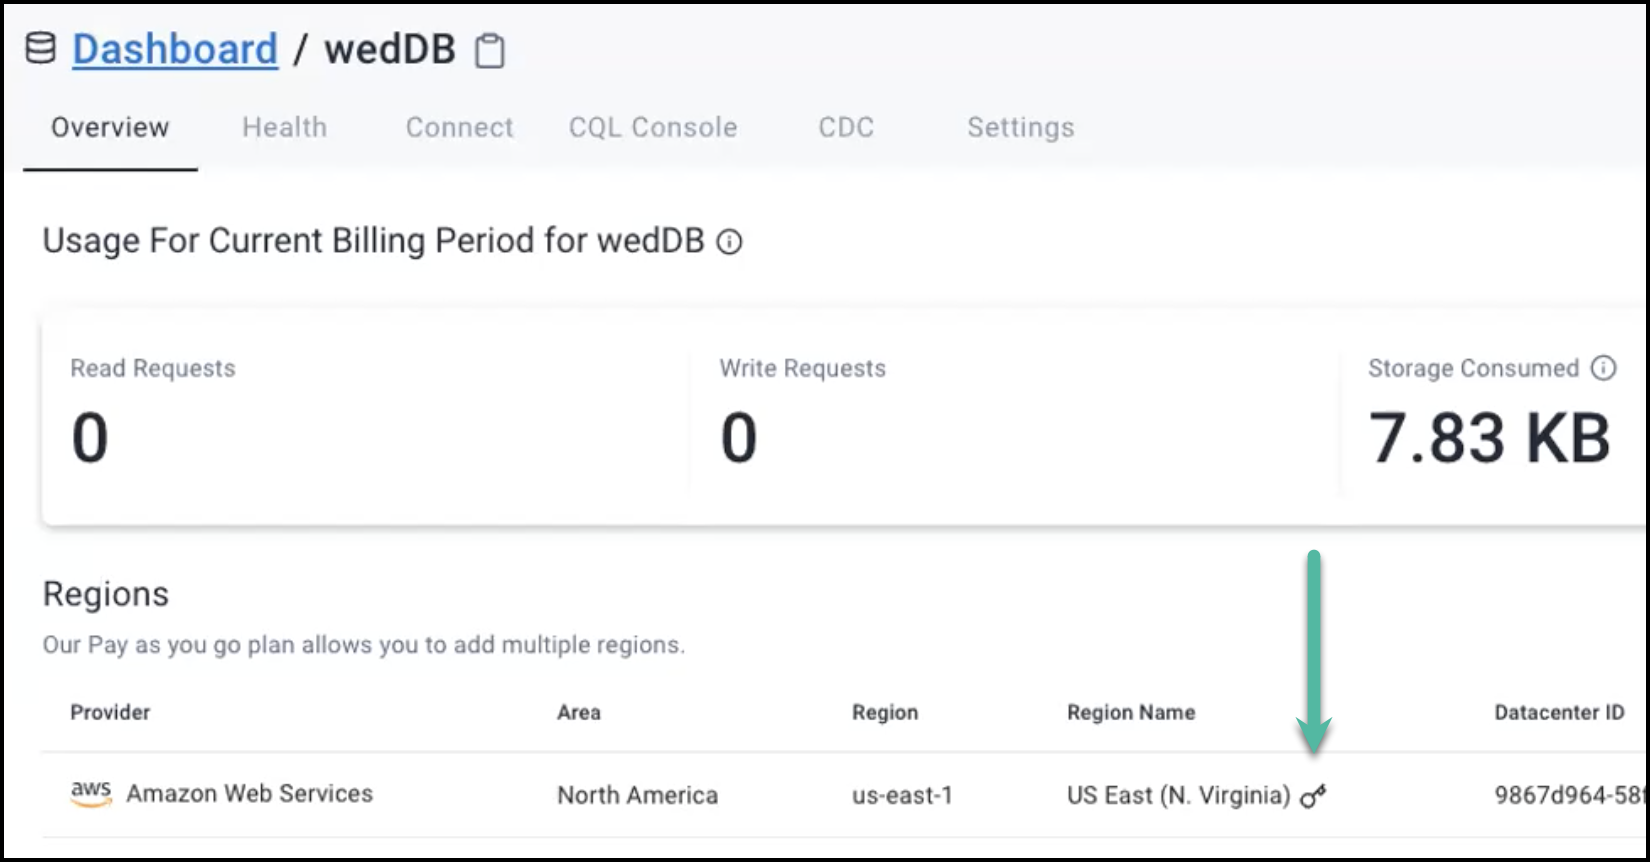 Dashboard / wedDB
Overview Health Connect CQL Console CDC Settings
Usage For Current Billing Period for wedDB
Read Requests Write Requests Storage Consumed
0 0 7.83 KB
Regions
Our Pay as you go plan allows you to add multiple regions.
Provider Area Region Region Name Datacenter ID
aws Amazon Web Services North America us-east-1 US East (N. Virginia) 9867d964-58